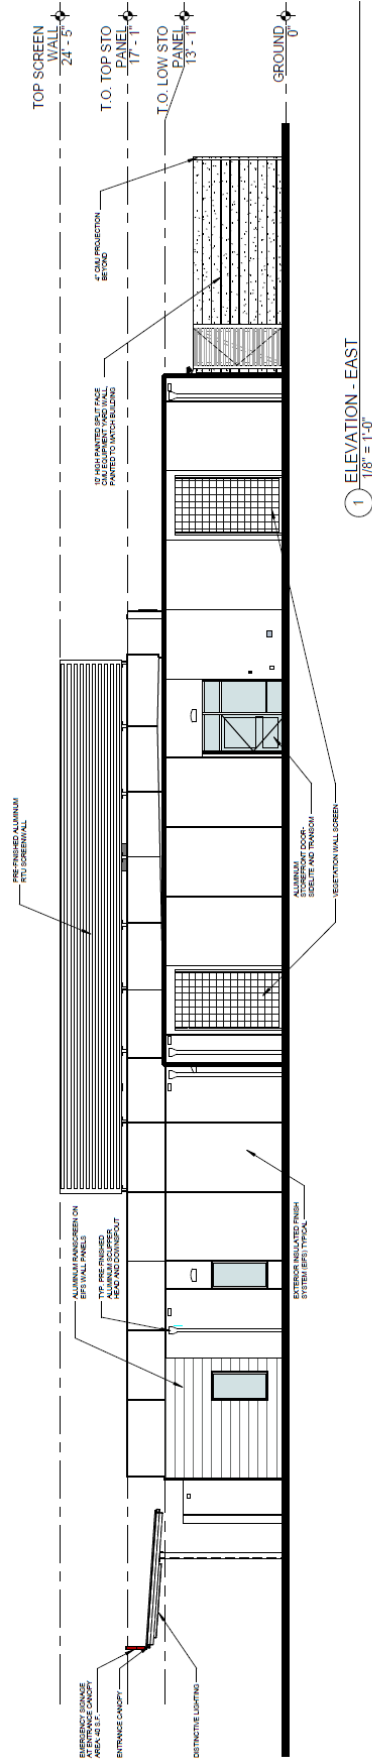 TOP SCREEN
WALL
24' - 5"
T.O. TOP STO
PANEL
17' - 1"
T.O. LOW STO
PANEL
13' - 1"
GROUND
0"
4" CMU PROJECTION
BEYOND
10' HIGH PAINTED SPLIT FACE
CMU EQUIPMENT YARD WALL,
PAINTED TO MATCH BUILDING
PRE-FINISHED ALUMINUM
RTU SCREENWALL
ALUMINUM RAINSCREEN ON
EIFS WALL PANELS
TYP. PRE-FINISHED
ALUMINUM SCUPPER,
HEAD AND DOWNSPOUT
EMERGENCY SIGNAGE
AT ENTRANCE CANOPY
AREA: 40 S.F.
ENTRANCE CANOPY
DISTINCTIVE LIGHTING
EXTERIOR INSULATED FINISH
SYSTEM (EIFS) TYPICAL
ALUMINUM
STOREFRONT DOOR-
SIDELITE AND TRANSOM
VEGETATION WALL SCREEN
1
ELEVATION - EAST
1/8" = 1'-0"